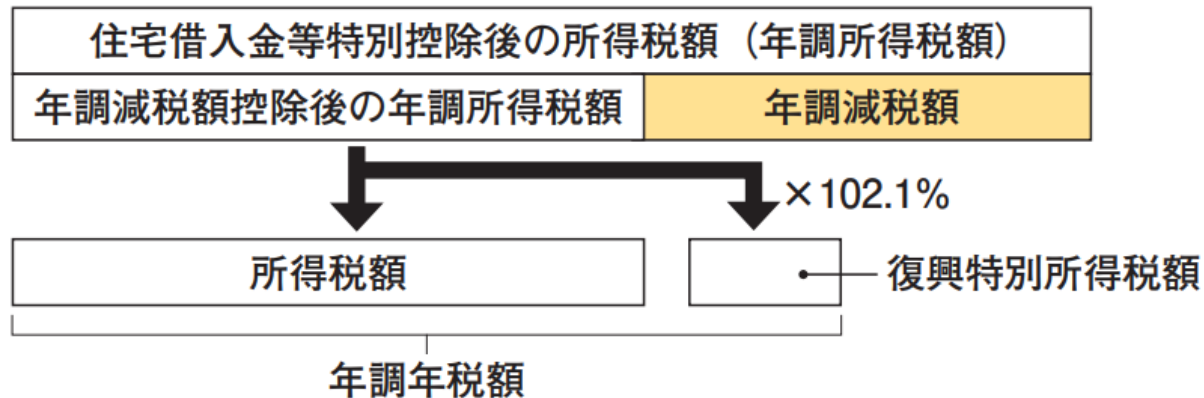 住宅借入金等特別控除後の所得税額（年調所得税額）
年調減税額控除後の年調所得税額
年調減税額
×102.1%
所得税額
復興特別所得税額
年調年税額